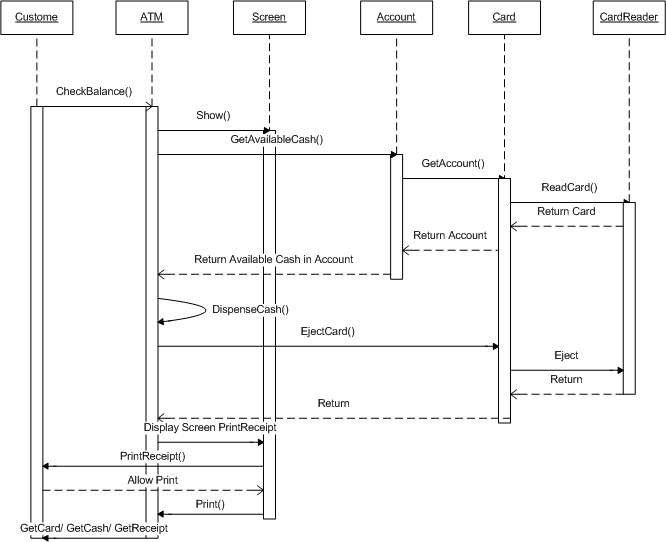 Custome
ATM
Screen
Account
Card
CardReader
CheckBalance()
Show()
GetAvailableCash()
GetAccount()
ReadCard()
Return Card
Return Account
Return Available Cash in Account
DispenseCash()
EjectCard()
Eject
Return
Return
Display Screen PrintReceipt
PrintReceipt()
Allow Print
Print()
GetCard/ GetCash/ GetReceipt